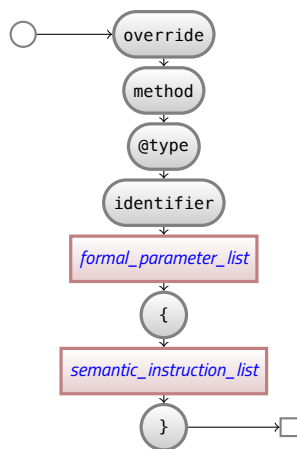 override
method
@type
identifier
formal_parameter_list
{
semantic_instruction_list
}